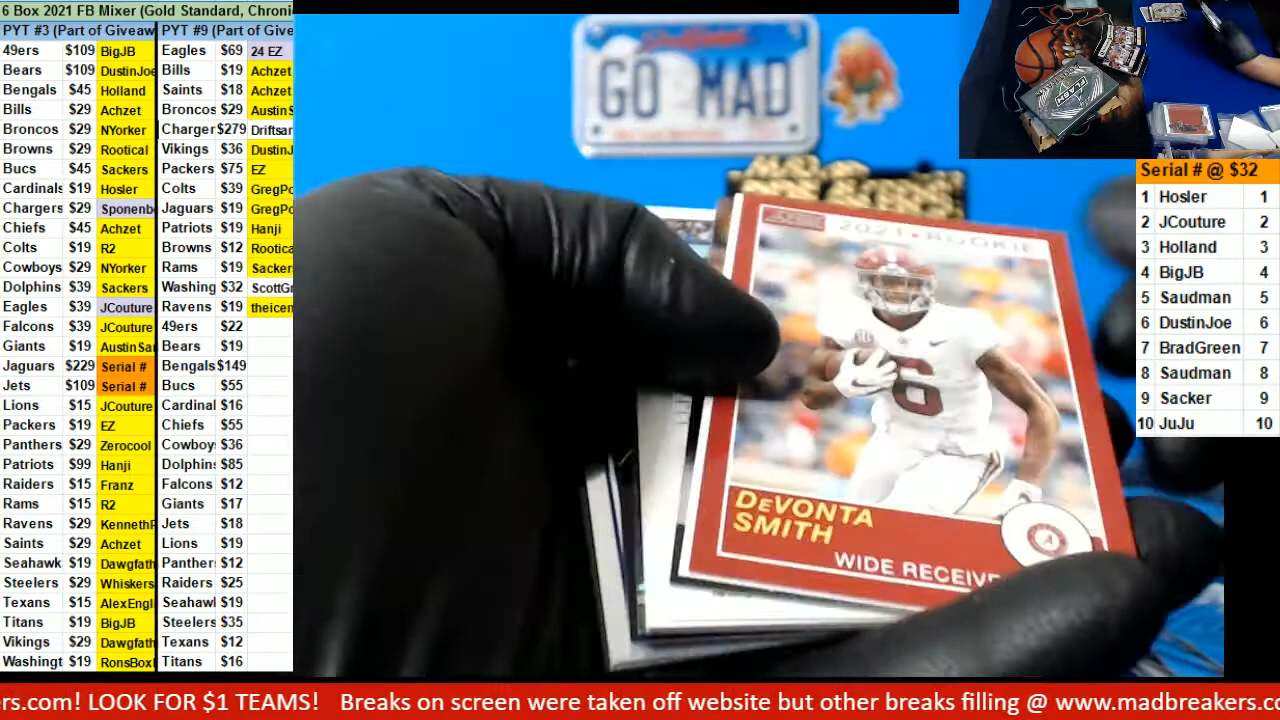 6 Box 2021 FB Mixer (Gold Standard, Chroni
PYT #3 (Part of Giveaw PYT #9 (Part of Give
49ers $109 BigJB Eagles $69 24 EZ
Bears $109 DustinJoe Bills $19 Achzet
Bengals $45 Holland Saints $18 Achzet
Bills $29 Achzet Broncos $29 AustinS
Broncos $29 NYorker Charger $279 Driftsar
Browns $29 Rootical Vikings $36 DustinJ
Bucs $45 Sackers Packers $75 EZ
Cardinals $19 Hosler Colts $39 GregPo
Chargers $29 Sponenb Jaguars $19 GregPo
Chiefs $45 Achzet Patriots $19 Hanji
Colts $19 R2 Browns $12 Rootica
Cowboys $29 NYorker Rams $19 Sacker
Dolphins $39 Sackers Washing $32 ScottGr
Eagles $39 JCouture Ravens $19 theicen
Falcons $39 JCouture 49ers $22
Giants $19 AustinSar Bears $19
Jaguars $229 Serial # Bengals $149
Jets $109 Serial # Bucs $55
Lions $15 JCouture Cardinal $16
Packers $19 EZ Chiefs $55
Panthers $29 Zerocool Cowboy $36
Patriots $99 Hanji Dolphin $85
Raiders $15 Franz Falcons $12
Rams $15 R2 Giants $17
Ravens $29 KennethF Jets $18
Saints $29 Achzet Lions $19
Seahawk $19 Dawgfath Panther $12
Steelers $29 Whiskers Raiders $25
Texans $15 AlexEngl Seahawl $19
Titans $19 BigJB Steelers $35
Vikings $29 Dawgfath Texans $12
Washingt $19 RonsBoxl Titans $16
GO MAD
SCORE
2021 ROOKIE
6
DEVONTA
SMITH
WIDE RECEIVE
A
FLASH
Serial # @ $32
1 Hosler 1
2 JCouture 2
3 Holland 3
4 BigJB 4
5 Saudman 5
6 DustinJoe 6
7 BradGreen 7
8 Saudman 8
9 Sacker 9
10 JuJu 10
ers.com! LOOK FOR $1 TEAMS! Breaks on screen were taken off website but other breaks filling @ www.madbreakers.c